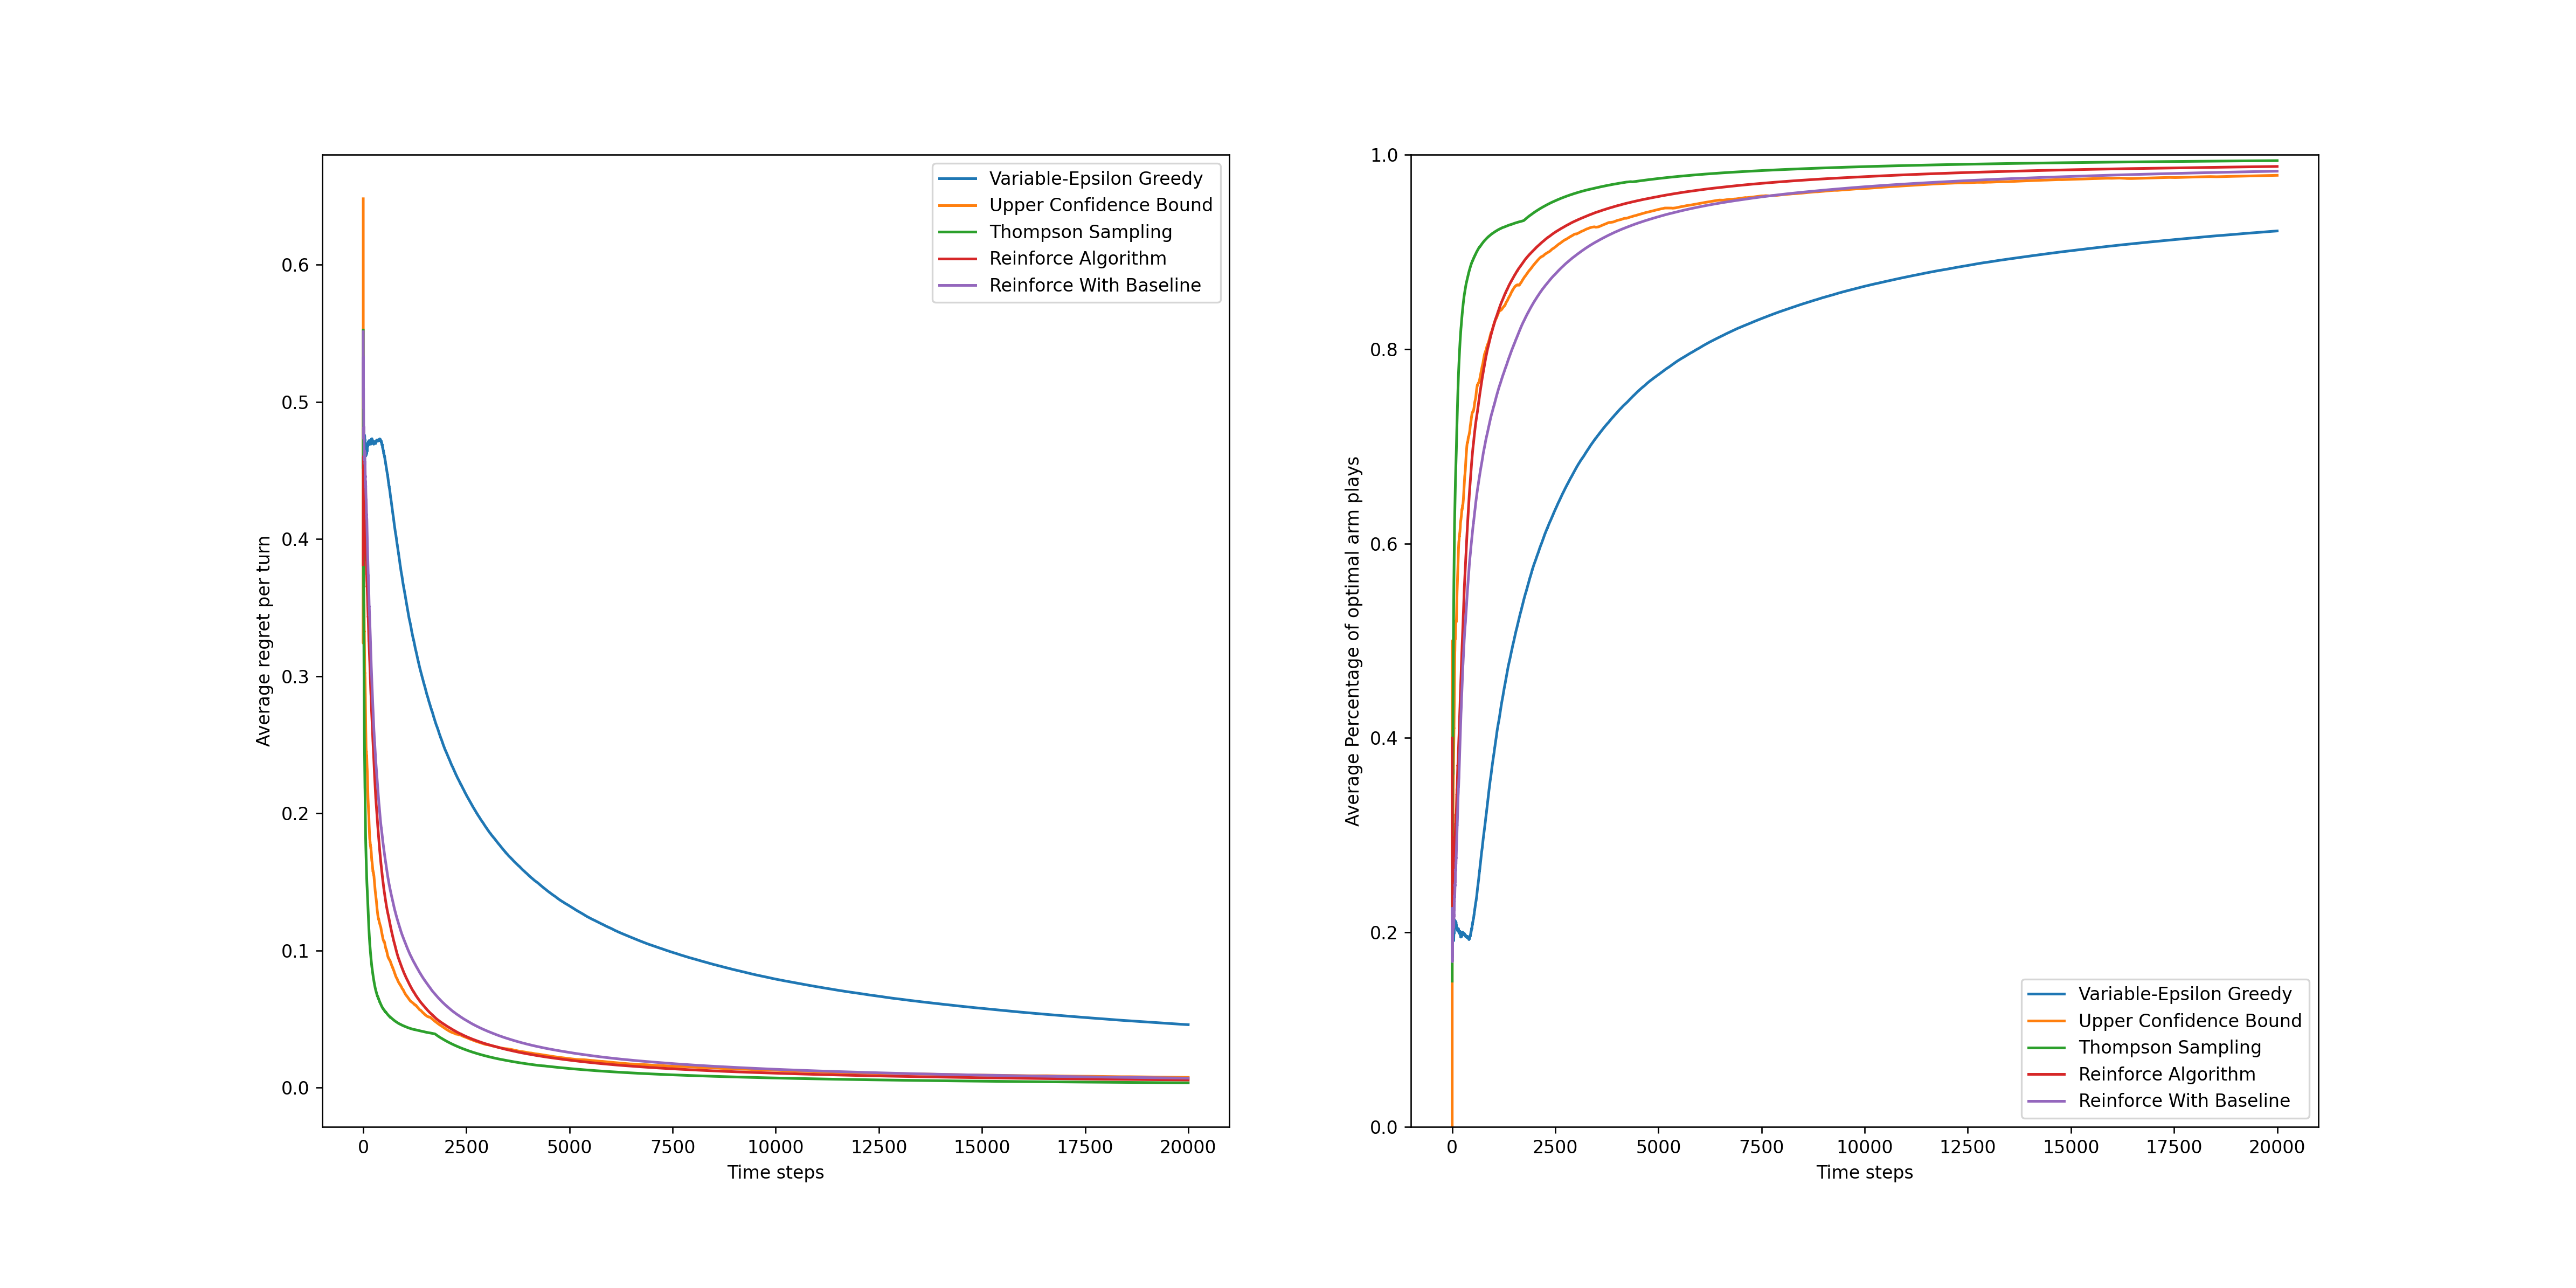 Average regret per turn
0.6
0.5
0.4
0.3
0.2
0.1
0.0
Variable-Epsilon Greedy
Upper Confidence Bound
Thompson Sampling
Reinforce Algorithm
Reinforce With Baseline
0 2500 5000 7500 10000 12500 15000 17500 20000
Time steps
Average Percentage of optimal arm plays
1.0
0.8
0.6
0.4
0.2
0.0
Variable-Epsilon Greedy
Upper Confidence Bound
Thompson Sampling
Reinforce Algorithm
Reinforce With Baseline
0 2500 5000 7500 10000 12500 15000 17500 20000
Time steps